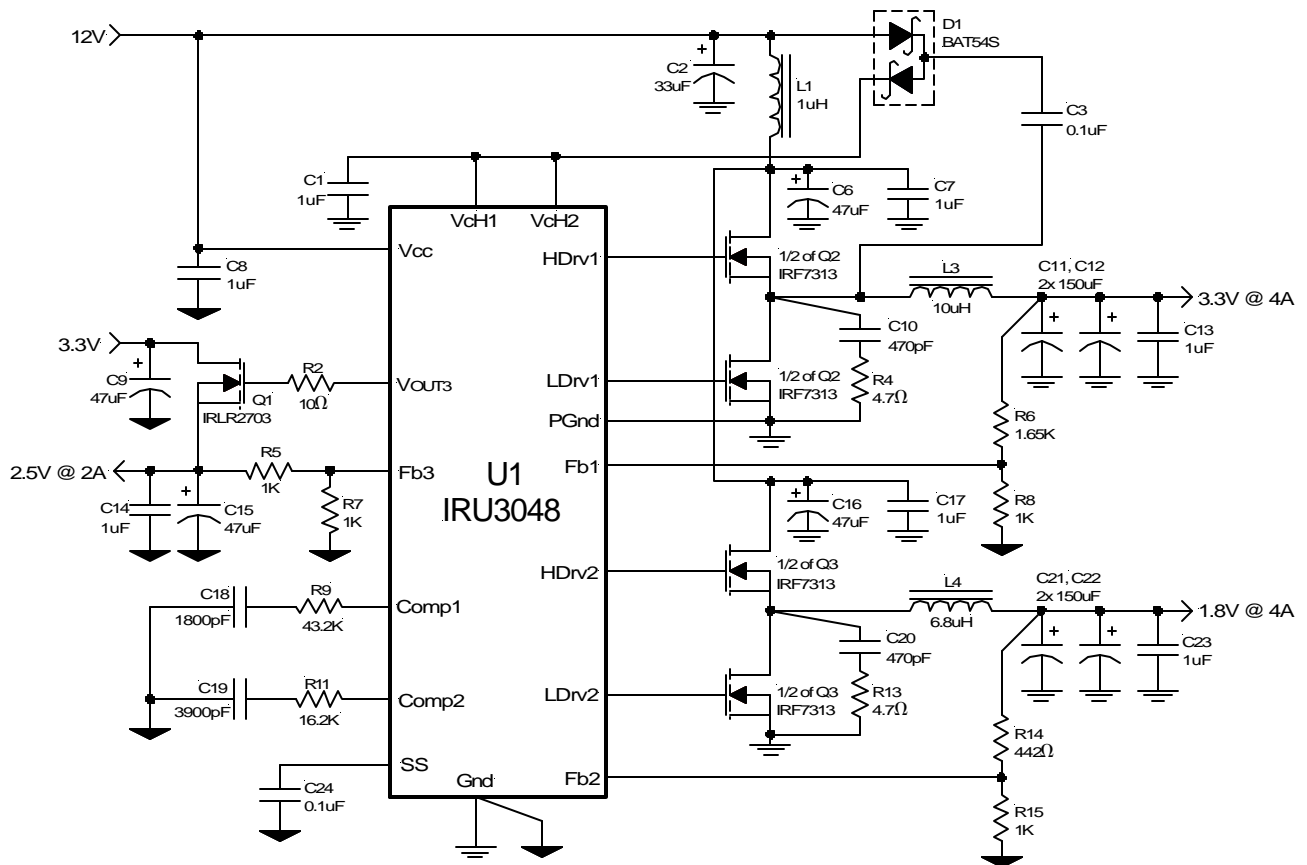 12V
C2
33uF
L1
1uH
D1
BAT54S
C3
0.1uF
C1
1uF
VcH1
VcH2
C6
47uF
C7
1uF
Vcc
C8
1uF
HDrv1
1/2 of Q2
IRF7313
L3
10uH
C11, C12
2x 150uF
3.3V @ 4A
C13
1uF
3.3V
C9
47uF
Q1
IRLR2703
R2
10Ω
VOUT3
LDrv1
1/2 of Q2
IRF7313
C10
470pF
R4
4.7Ω
PGnd
R6
1.65K
2.5V @ 2A
R5
1K
Fb3
Fb1
U1
IRU3048
C14
1uF
C15
47uF
R7
1K
C16
47uF
C17
1uF
R8
1K
HDrv2
1/2 of Q3
IRF7313
L4
6.8uH
C21, C22
2x 150uF
1.8V @ 4A
C23
1uF
C18
1800pF
R9
43.2K
Comp1
C20
470pF
R13
4.7Ω
C19
3900pF
R11
16.2K
Comp2
LDrv2
1/2 of Q3
IRF7313
R14
442Ω
SS
Gnd
Fb2
C24
0.1uF
R15
1K